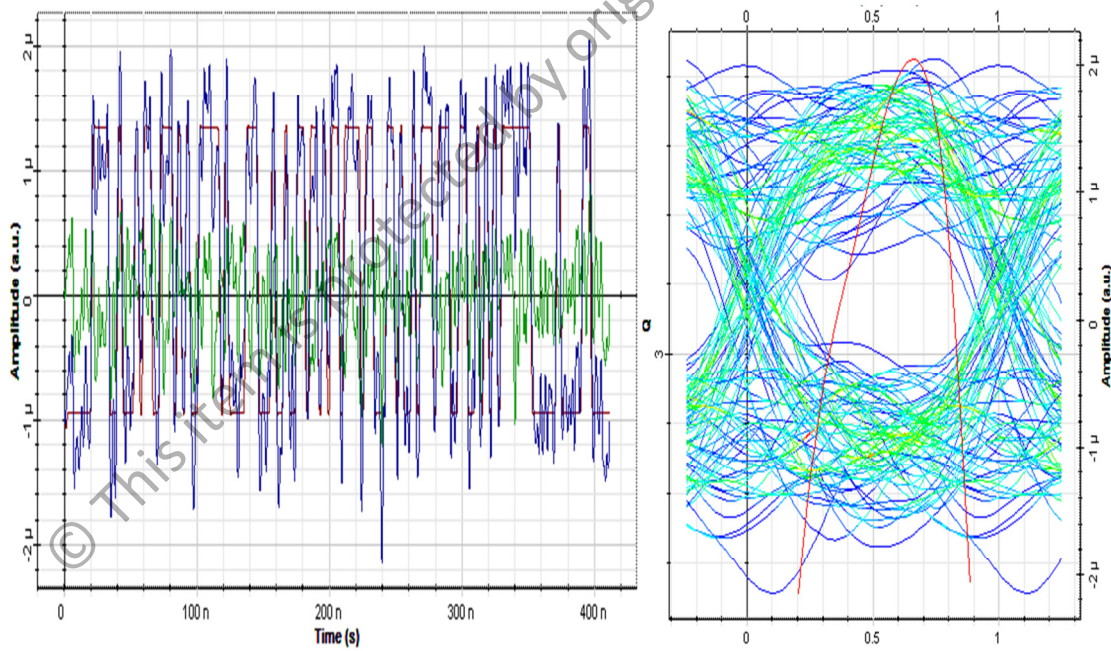 Amplitude (a.u.)
2 µ
1 µ
0
-1 µ
-2 µ
0
100 n
200 n
300 n
400 n
Time (s)
© This item is protected by orig
0
0.5
1
Q
3
2 µ
1 µ
0
-1 µ
-2 µ
Amplitude (a.u.)
0
0.5
1